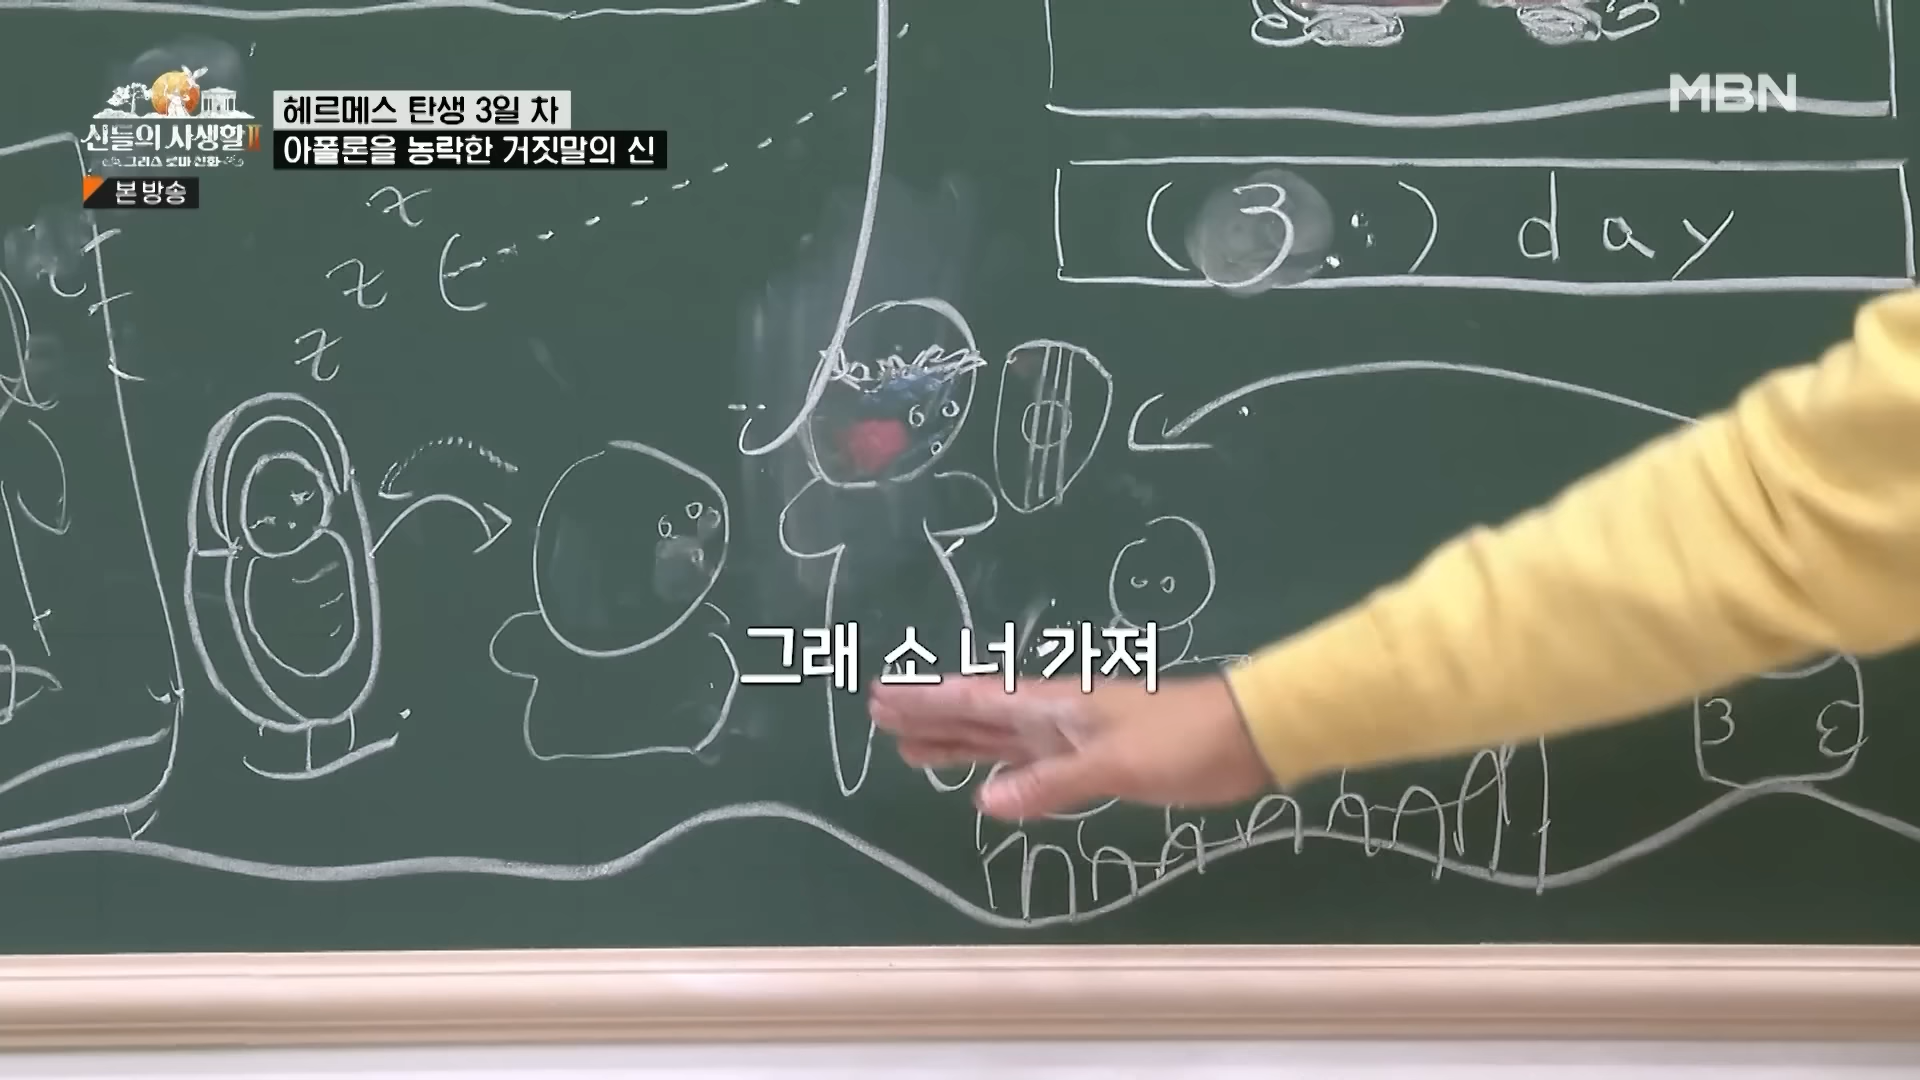 MBN
신들의 사생활 II
그리스 로마 신화
헤르메스 탄생 3일 차
아폴론을 농락한 거짓말의 신
본 방송
z
z
z
( 3 ) day
그래 소 너 가져
3